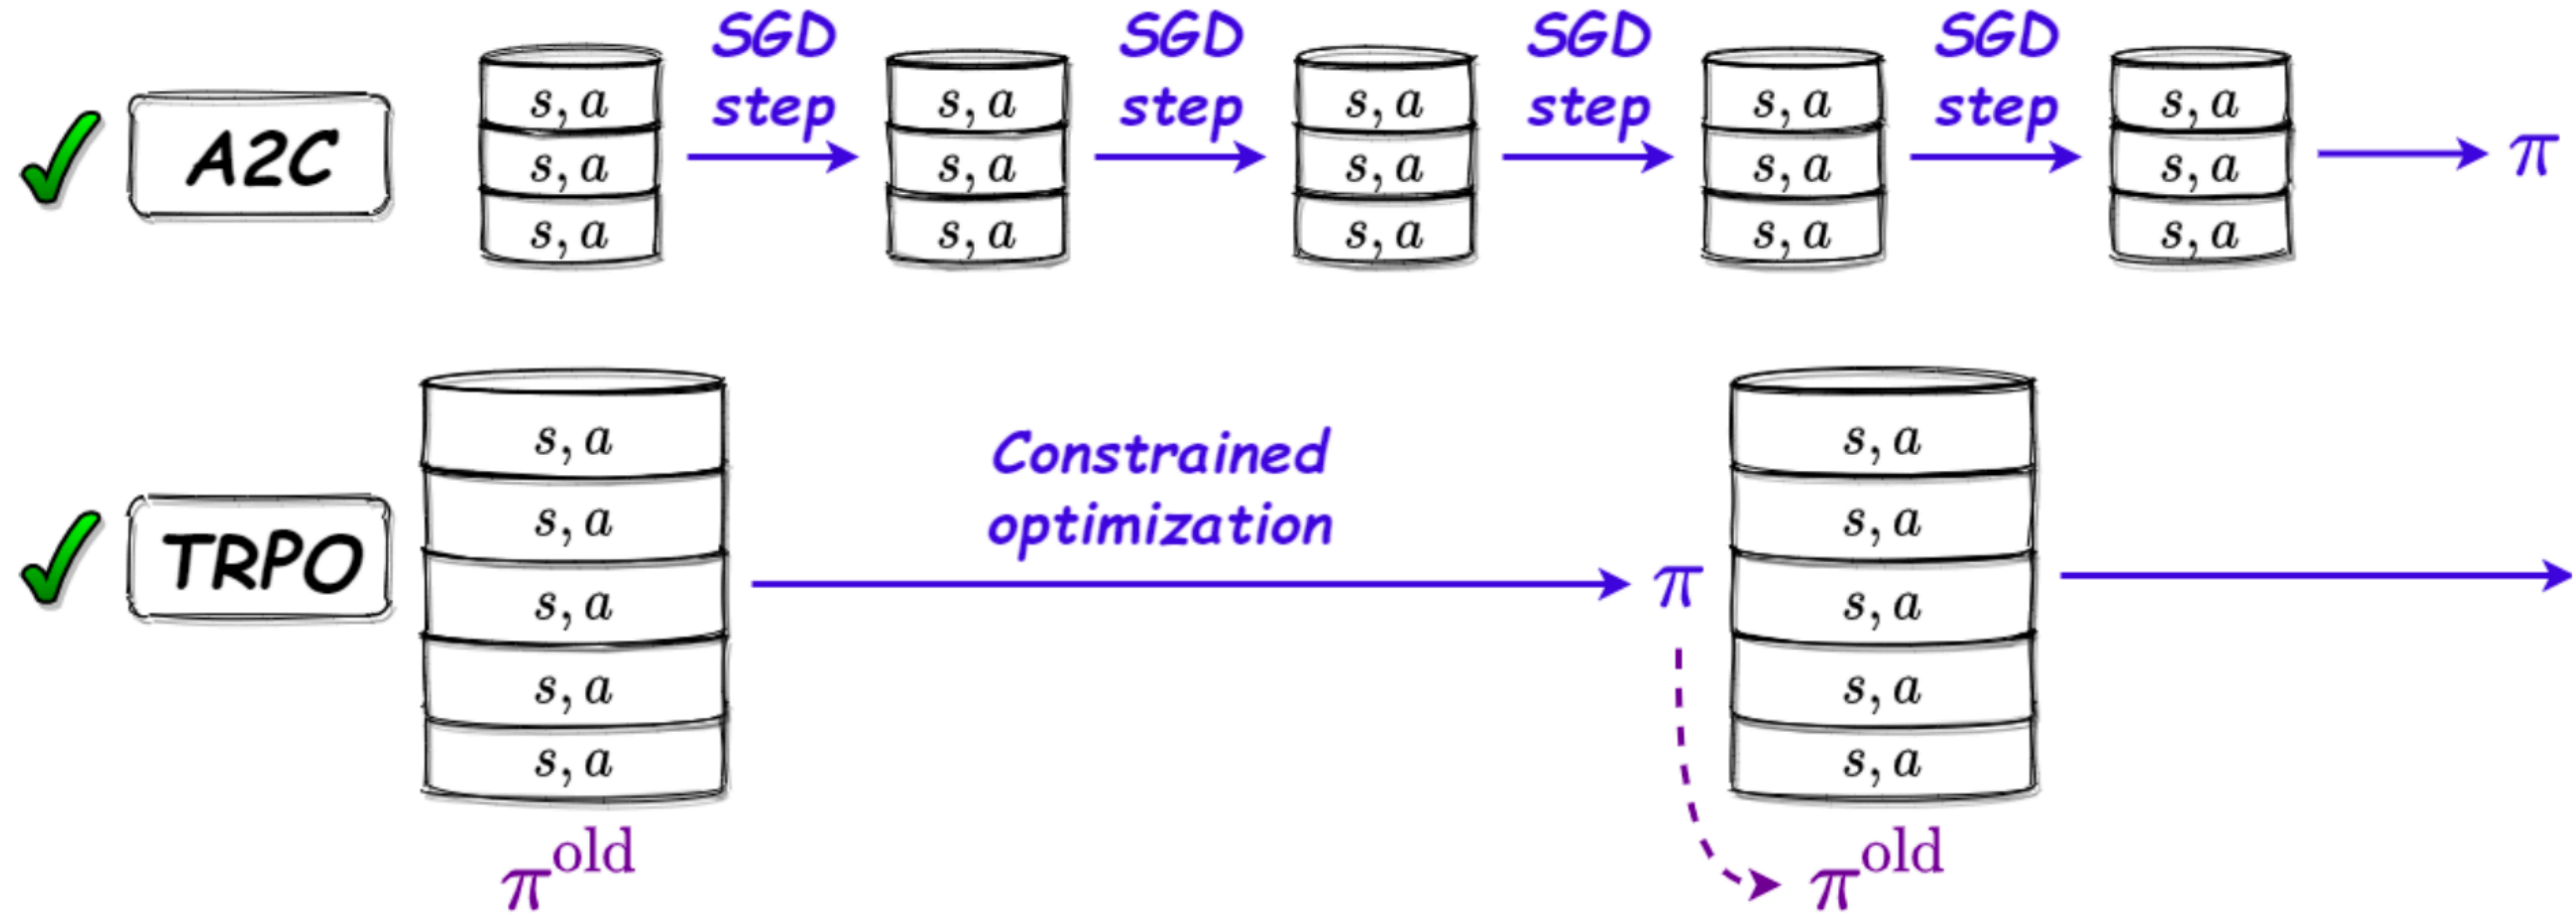 SGD step SGD step SGD step SGD step
A2C
s, a s, a s, a s, a s, a
s, a s, a s, a s, a s, a
s, a s, a s, a s, a s, a
π
TRPO
s, a
s, a
s, a
s, a
s, a
π^old
Constrained
optimization
π
s, a
s, a
s, a
s, a
s, a
π^old